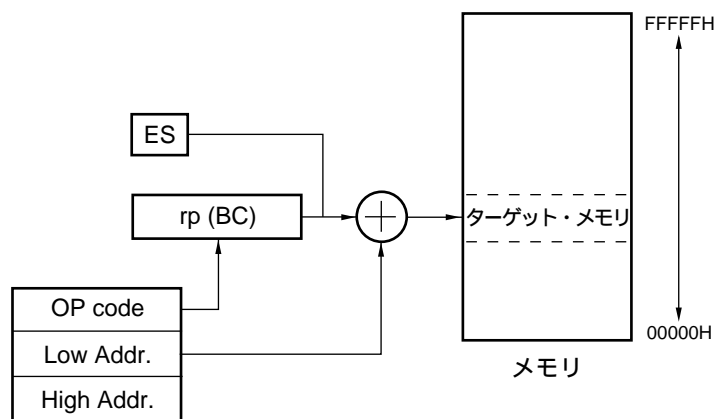 FFFFFH
ES
rp (BC)
ターゲット・メモリ
OP code
Low Addr.
High Addr.
00000H
メモリ